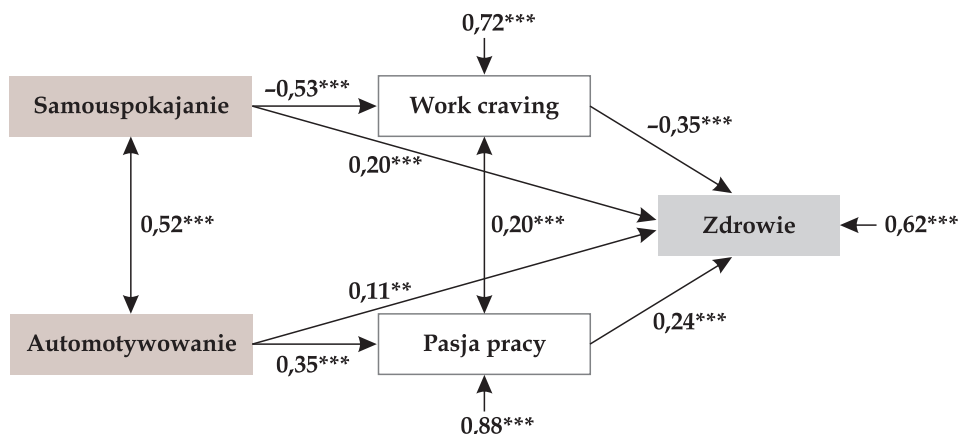 0,72***
Samouspokajanie
–0,53***
Work craving
–0,35***
0,20***
0,52***
0,20***
Zdrowie
0,62***
0,11**
Automotywowanie
0,35***
Pasja pracy
0,24***
0,88***